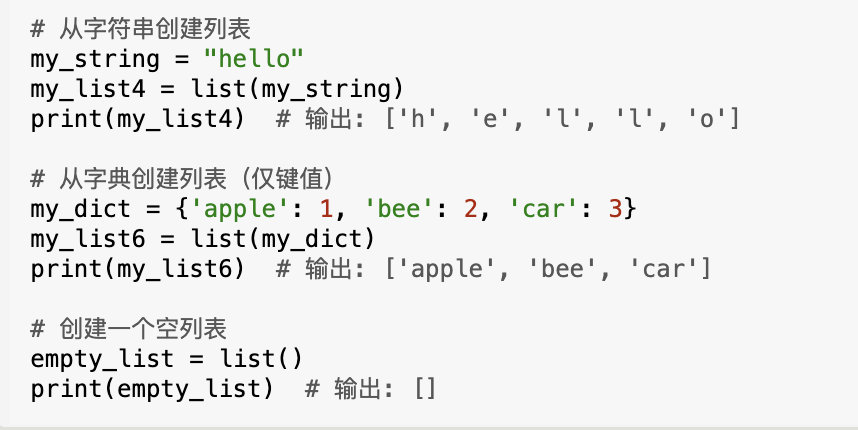 # 从字符串创建列表
my_string = "hello"
my_list4 = list(my_string)
print(my_list4)  # 输出: ['h', 'e', 'l', 'l', 'o']
# 从字典创建列表（仅键值）
my_dict = {'apple': 1, 'bee': 2, 'car': 3}
my_list6 = list(my_dict)
print(my_list6)  # 输出: ['apple', 'bee', 'car']
# 创建一个空列表
empty_list = list()
print(empty_list)  # 输出: []